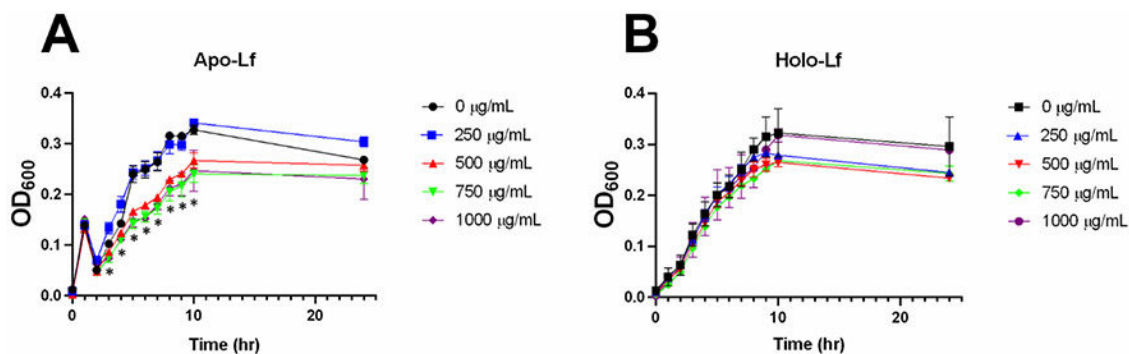 A
Apo-Lf
OD600
0.4
0.3
0.2
0.1
0.0
0
10
20
Time (hr)
* * * * * * * *
0 μg/mL
250 μg/mL
500 μg/mL
750 μg/mL
1000 μg/mL
B
Holo-Lf
OD600
0.4
0.3
0.2
0.1
0.0
0
10
20
Time (hr)
0 μg/mL
250 μg/mL
500 μg/mL
750 μg/mL
1000 μg/mL